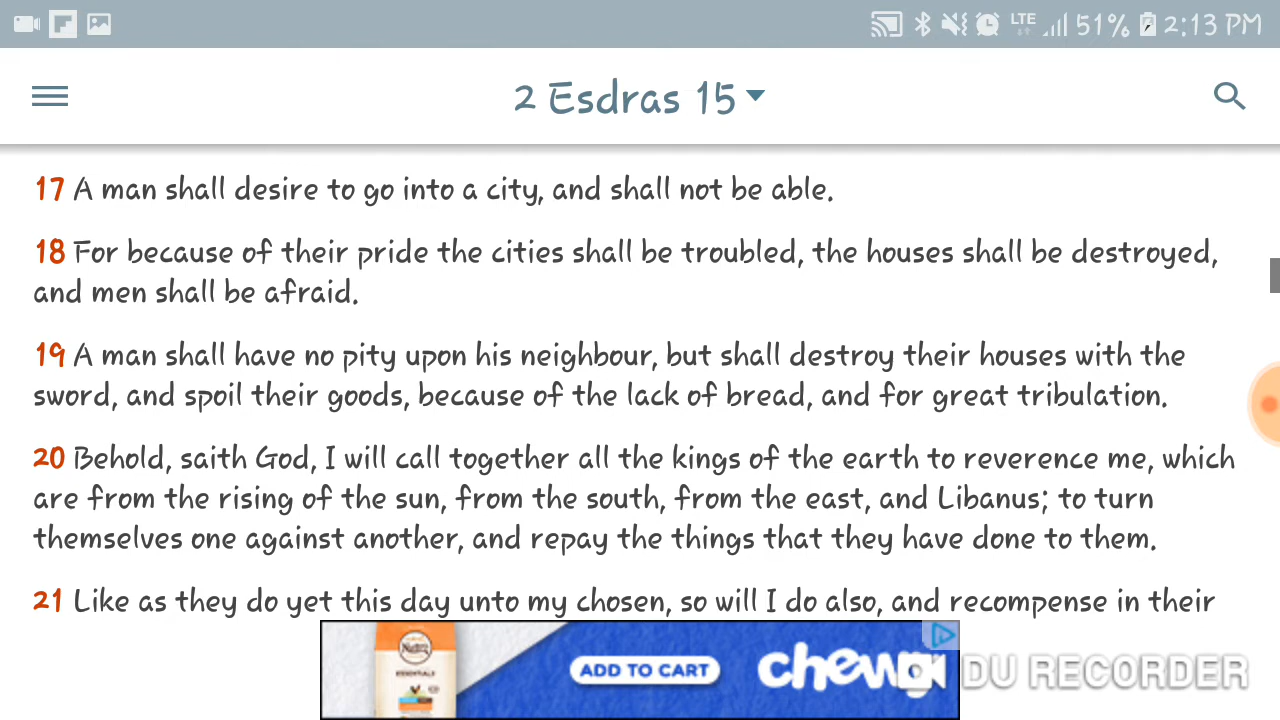 LTE 51% 2:13 PM
2 Esdras 15
17 A man shall desire to go into a city, and shall not be able.
18 For because of their pride the cities shall be troubled, the houses shall be destroyed,
and men shall be afraid.
19 A man shall have no pity upon his neighbour, but shall destroy their houses with the
sword, and spoil their goods, because of the lack of bread, and for great tribulation.
20 Behold, saith God, I will call together all the kings of the earth to reverence me, which
are from the rising of the sun, from the south, from the east, and Libanus; to turn
themselves one against another, and repay the things that they have done to them.
21 Like as they do yet this day unto my chosen, so will I do also, and recompense in their
ESSENTIALS
ADD TO CART
chewy
DU RECORDER